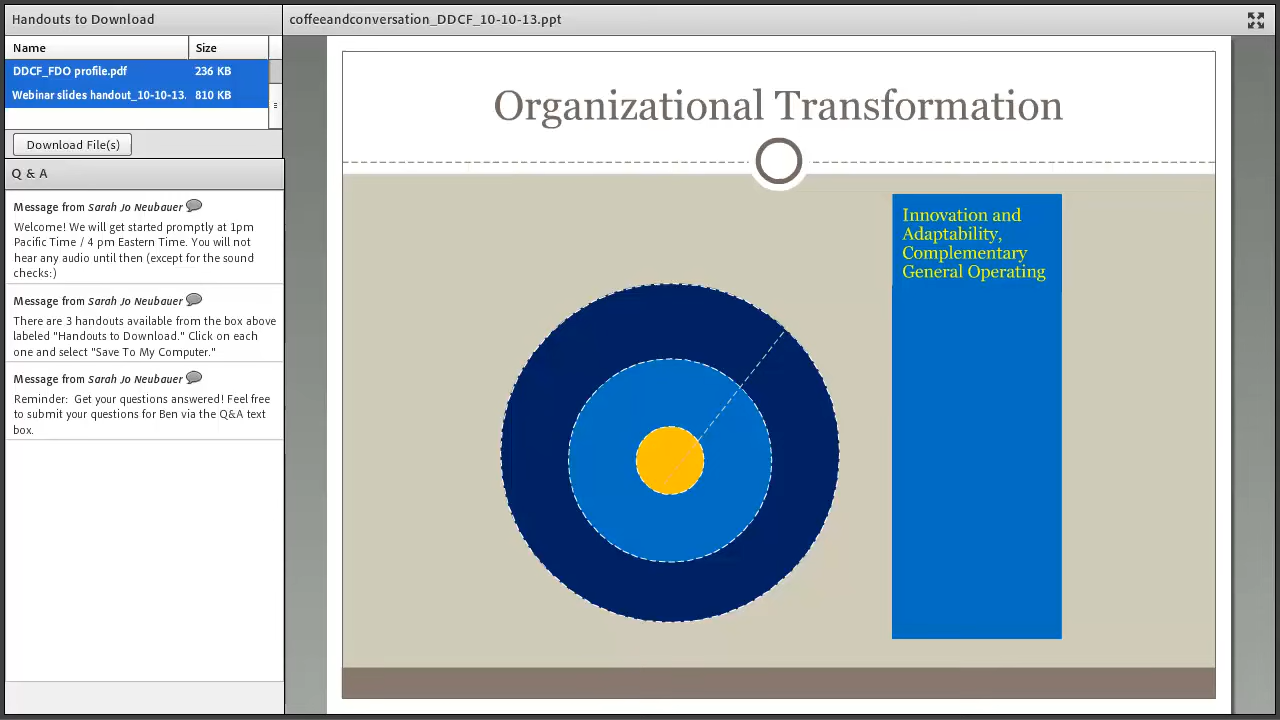 Handouts to Download
Name Size
DDCF_FDO profile.pdf 236 KB
Webinar slides handout_10-10-13. 810 KB
Download File(s)
Q & A
Message from Sarah Jo Neubauer
Welcome! We will get started promptly at 1pm
Pacific Time / 4 pm Eastern Time. You will not
hear any audio until then (except for the sound
checks:)
Message from Sarah Jo Neubauer
There are 3 handouts available from the box above
labeled "Handouts to Download." Click on each
one and select "Save To My Computer."
Message from Sarah Jo Neubauer
Reminder: Get your questions answered! Feel free
to submit your questions for Ben via the Q&A text
box.
coffeeandconversation_DDCF_10-10-13.ppt
Organizational Transformation
Innovation and
Adaptability,
Complementary
General Operating